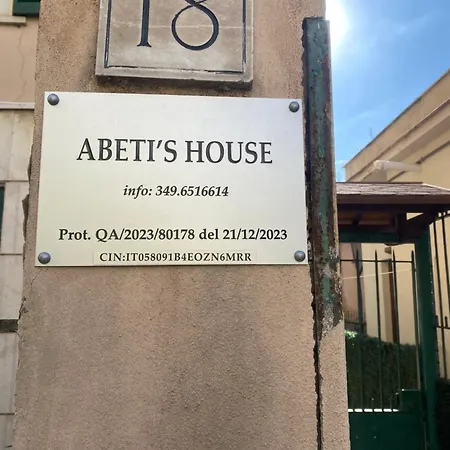 18
ABETI'S HOUSE
info: 349.6516614
Prot. QA/2023/80178 del 21/12/2023
CIN:IT058091B4EOZN6MRR